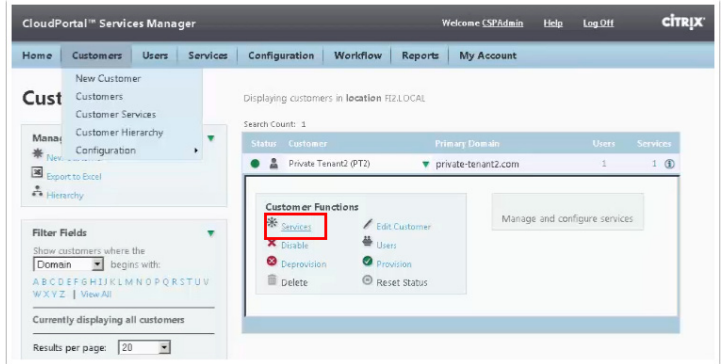 CloudPortal™ Services Manager
Welcome CSPAdmin Help Log Off CITRIX
Home Customers Users Services Configuration Workflow Reports My Account
New Customer
Customers
Customer Services
Customer Hierarchy
Configuration
Cust
Displaying customers in location FI2.LOCAL
Search Count: 1
Status Customer Primary Domain Users Services
Private Tenant2 (PT2) private-tenant2.com 1 1
Mana
New
Export to Excel
Hierarchy
Customer Functions
Services Edit Customer
Disable Users
Deprovision Provision
Delete Reset Status
Manage and configure services
Filter Fields
Show customers where the
Domain begins with:
A B C D E F G H I J K L M N O P Q R S T U V
W X Y Z | View All
Currently displaying all customers
Results per page: 20